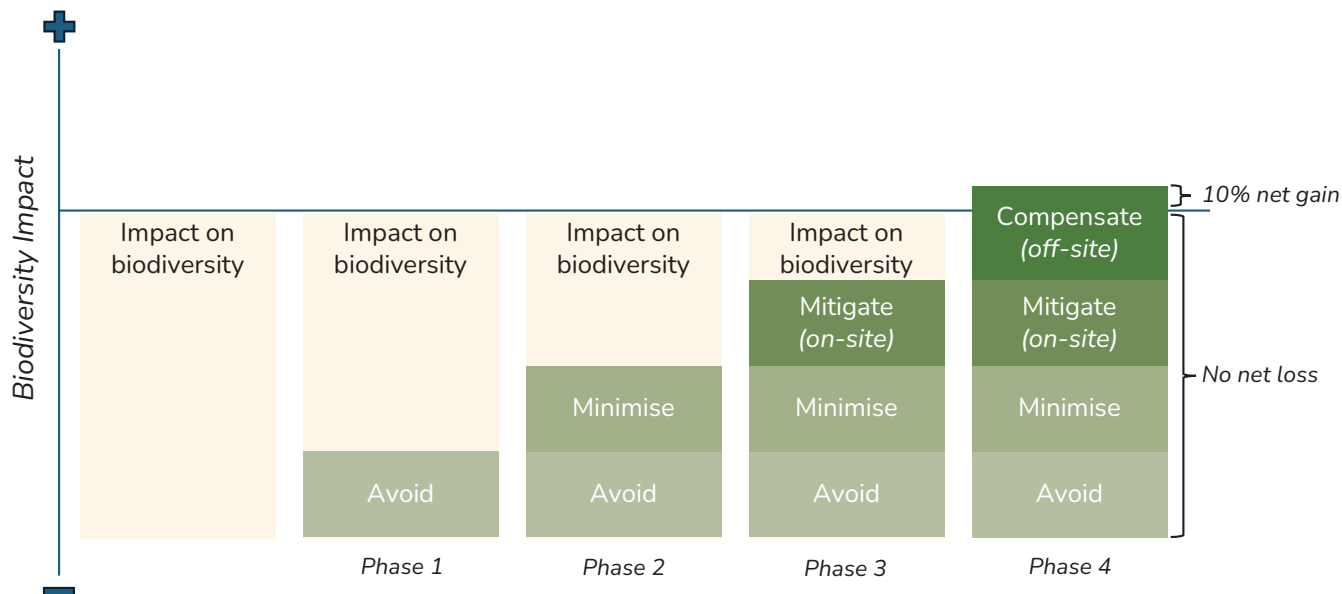 Biodiversity Impact
Impact on
biodiversity
Impact on
biodiversity
Avoid
Phase 1
Impact on
biodiversity
Minimise
Avoid
Phase 2
Impact on
biodiversity
Mitigate
(on-site)
Minimise
Avoid
Phase 3
Compensate
(off-site)
Mitigate
(on-site)
Minimise
Avoid
Phase 4
10% net gain
No net loss